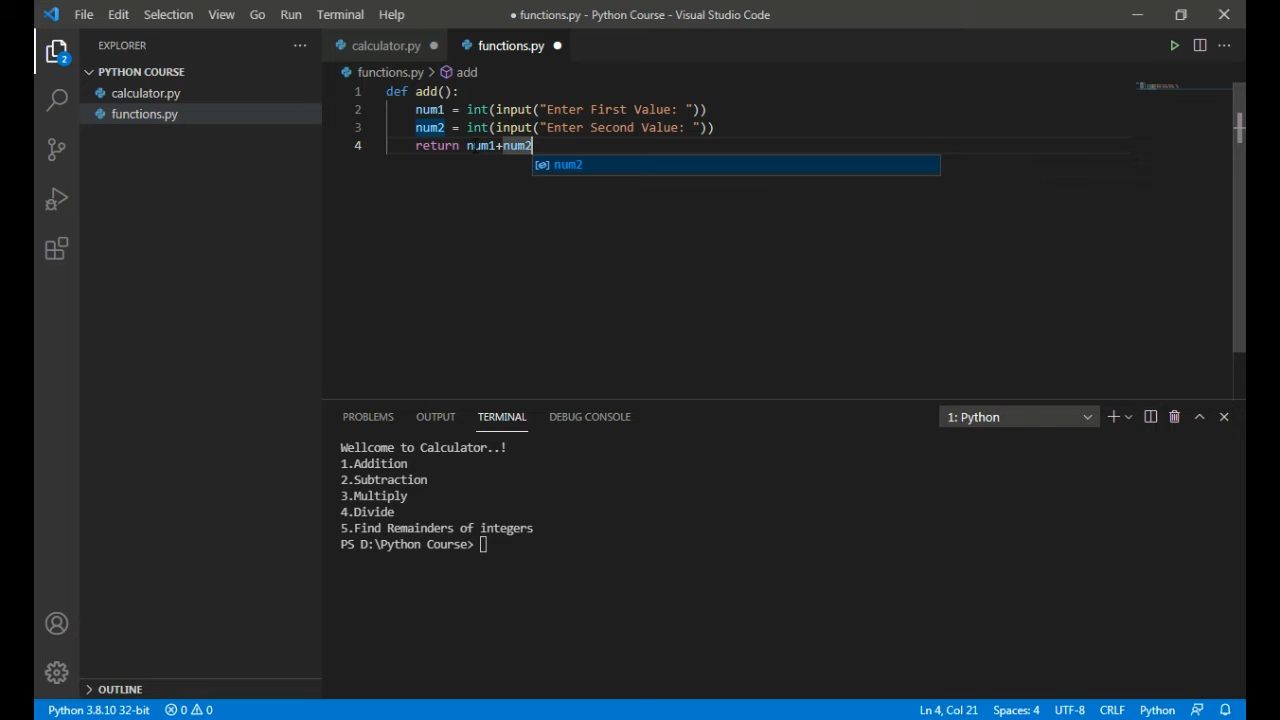 File Edit Selection View Go Run Terminal Help
● functions.py - Python Course - Visual Studio Code
EXPLORER
calculator.py
functions.py
PYTHON COURSE
functions.py > add
calculator.py
functions.py
1 def add():
2 num1 = int(input("Enter First Value: "))
3 num2 = int(input("Enter Second Value: "))
4 return num1+num2
num2
2
PROBLEMS OUTPUT TERMINAL DEBUG CONSOLE
1: Python
Wellcome to Calculator..!
1.Addition
2.Subtraction
3.Multiply
4.Divide
5.Find Remainders of integers
PS D:\Python Course>
OUTLINE
Python 3.8.10 32-bit 0 0 Ln 4, Col 21 Spaces: 4 UTF-8 CRLF Python